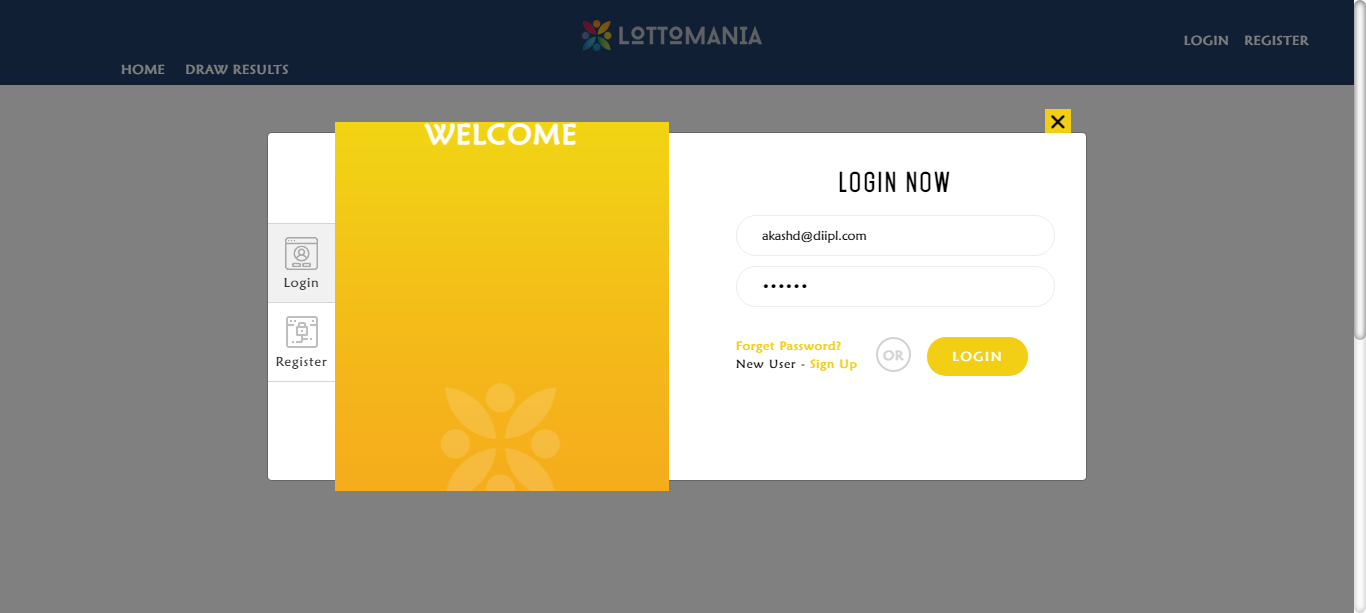 LOTTOMANIA
LOGIN REGISTER
HOME DRAW RESULTS
WELCOME
LOGIN NOW
akashd@diipl.com
••••••
Login
Register
Forget Password?
New User - Sign Up
OR
LOGIN